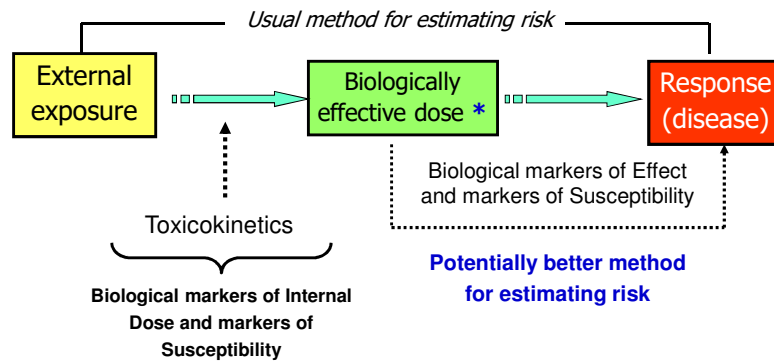 Usual method for estimating risk
External
exposure
Biologically
effective dose *
Response
(disease)
Biological markers of Effect
and markers of Susceptibility
Toxicokinetics
Potentially better method
for estimating risk
Biological markers of Internal
Dose and markers of
Susceptibility